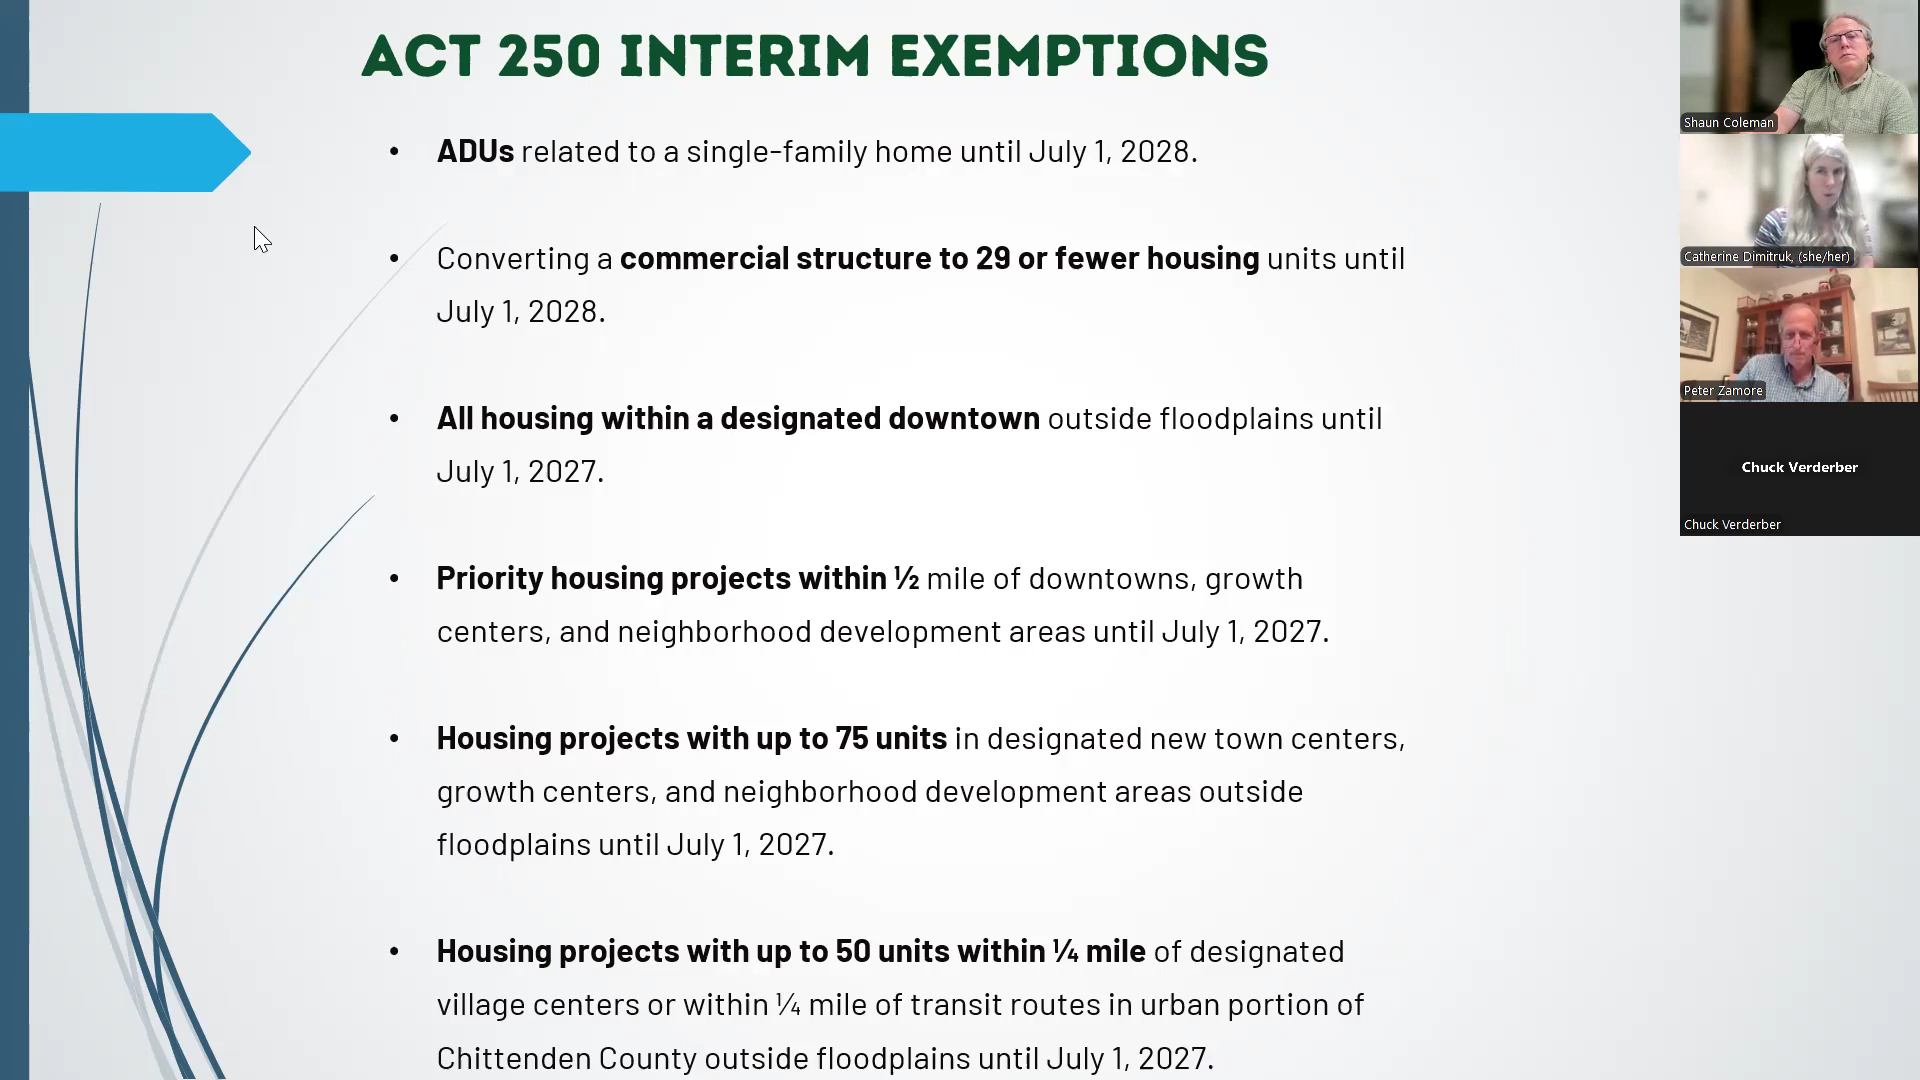 ACT 250 INTERIM EXEMPTIONS
• ADUs related to a single-family home until July 1, 2028.
• Converting a commercial structure to 29 or fewer housing units until
July 1, 2028.
• All housing within a designated downtown outside floodplains until
July 1, 2027.
• Priority housing projects within ½ mile of downtowns, growth
centers, and neighborhood development areas until July 1, 2027.
• Housing projects with up to 75 units in designated new town centers,
growth centers, and neighborhood development areas outside
floodplains until July 1, 2027.
• Housing projects with up to 50 units within ¼ mile of designated
village centers or within ¼ mile of transit routes in urban portion of
Chittenden County outside floodplains until July 1, 2027.
Shaun Coleman
Catherine Dimitruk, (she/her)
Peter Zamore
Chuck Verderber
Chuck Verderber